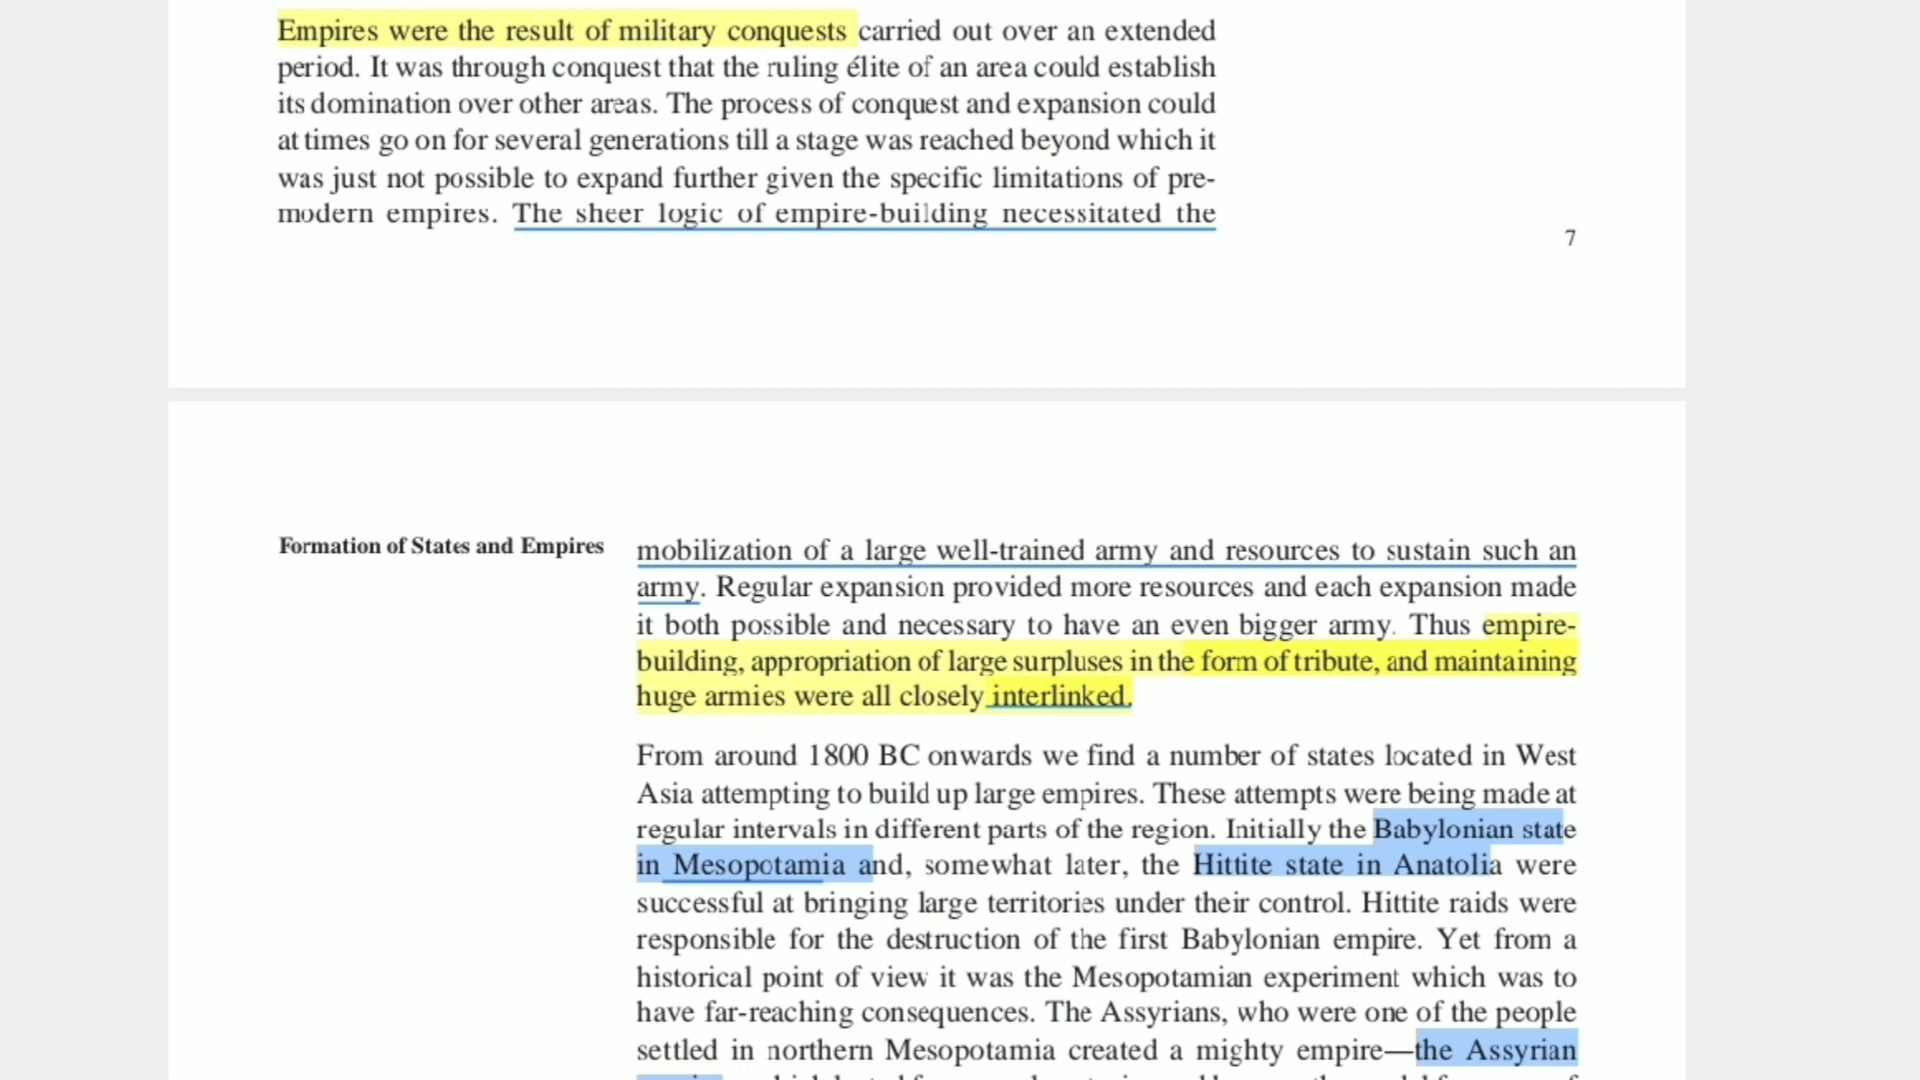 Empires were the result of military conquests carried out over an extended
period. It was through conquest that the ruling élite of an area could establish
its domination over other areas. The process of conquest and expansion could
at times go on for several generations till a stage was reached beyond which it
was just not possible to expand further given the specific limitations of pre-
modern empires. The sheer logic of empire-building necessitated the
7
Formation of States and Empires
mobilization of a large well-trained army and resources to sustain such an
army. Regular expansion provided more resources and each expansion made
it both possible and necessary to have an even bigger army. Thus empire-
building, appropriation of large surpluses in the form of tribute, and maintaining
huge armies were all closely interlinked.
From around 1800 BC onwards we find a number of states located in West
Asia attempting to build up large empires. These attempts were being made at
regular intervals in different parts of the region. Initially the Babylonian state
in Mesopotamia and, somewhat later, the Hittite state in Anatolia were
successful at bringing large territories under their control. Hittite raids were
responsible for the destruction of the first Babylonian empire. Yet from a
historical point of view it was the Mesopotamian experiment which was to
have far-reaching consequences. The Assyrians, who were one of the people
settled in northern Mesopotamia created a mighty empire—the Assyrian